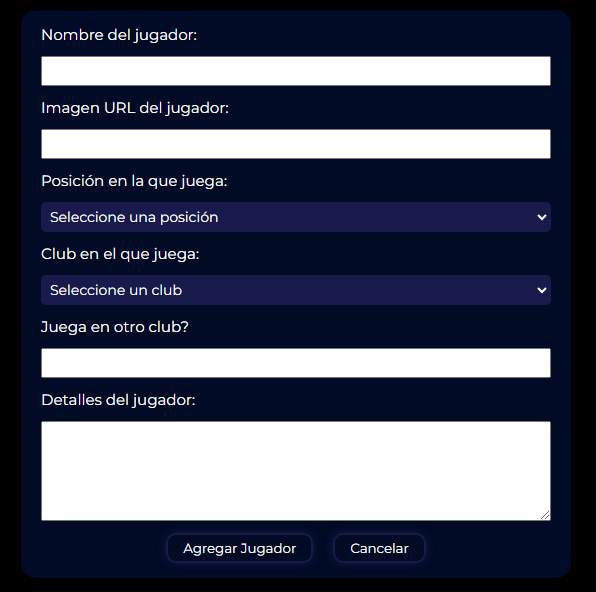 Nombre del jugador:
Imagen URL del jugador:
Posición en la que juega:
Seleccione una posición
Club en el que juega:
Seleccione un club
Juega en otro club?
Detalles del jugador:
Agregar Jugador
Cancelar